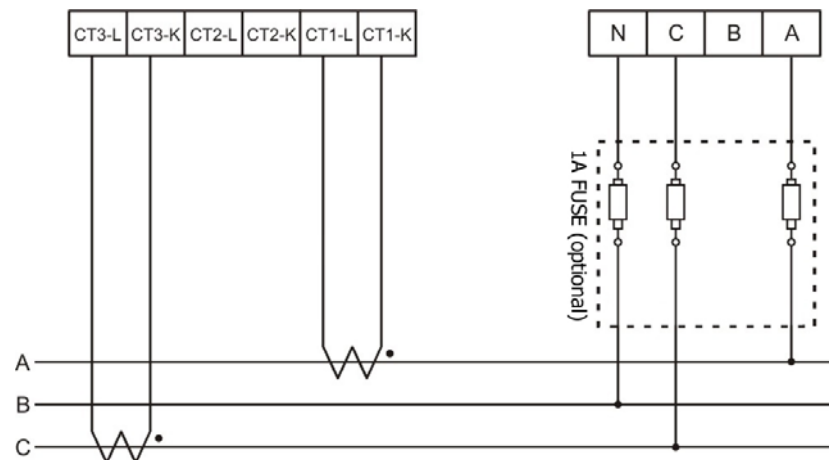 CT3-L CT3-K CT2-L CT2-K CT1-L CT1-K
N C B A
1A FUSE (optional)
A
B
C